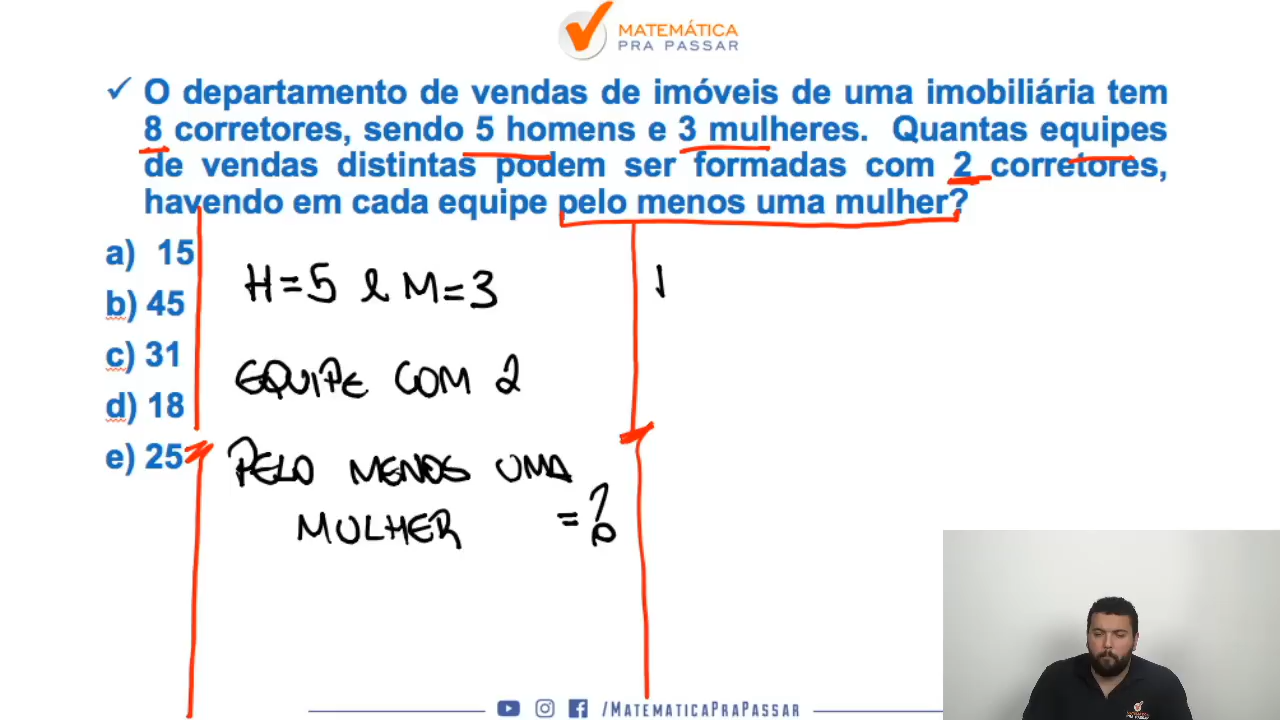 MATEMÁTICA
PRA PASSAR
✓ O departamento de vendas de imóveis de uma imobiliária tem
8 corretores, sendo 5 homens e 3 mulheres. Quantas equipes
de vendas distintas podem ser formadas com 2 corretores,
havendo em cada equipe pelo menos uma mulher?
a) 15
b) 45
c) 31
d) 18
e) 25
H = 5 e M = 3
EQUIPE COM 2
PELO MENOS UMA
MULHER = ?
/MATEMATICAPRAPASSAR